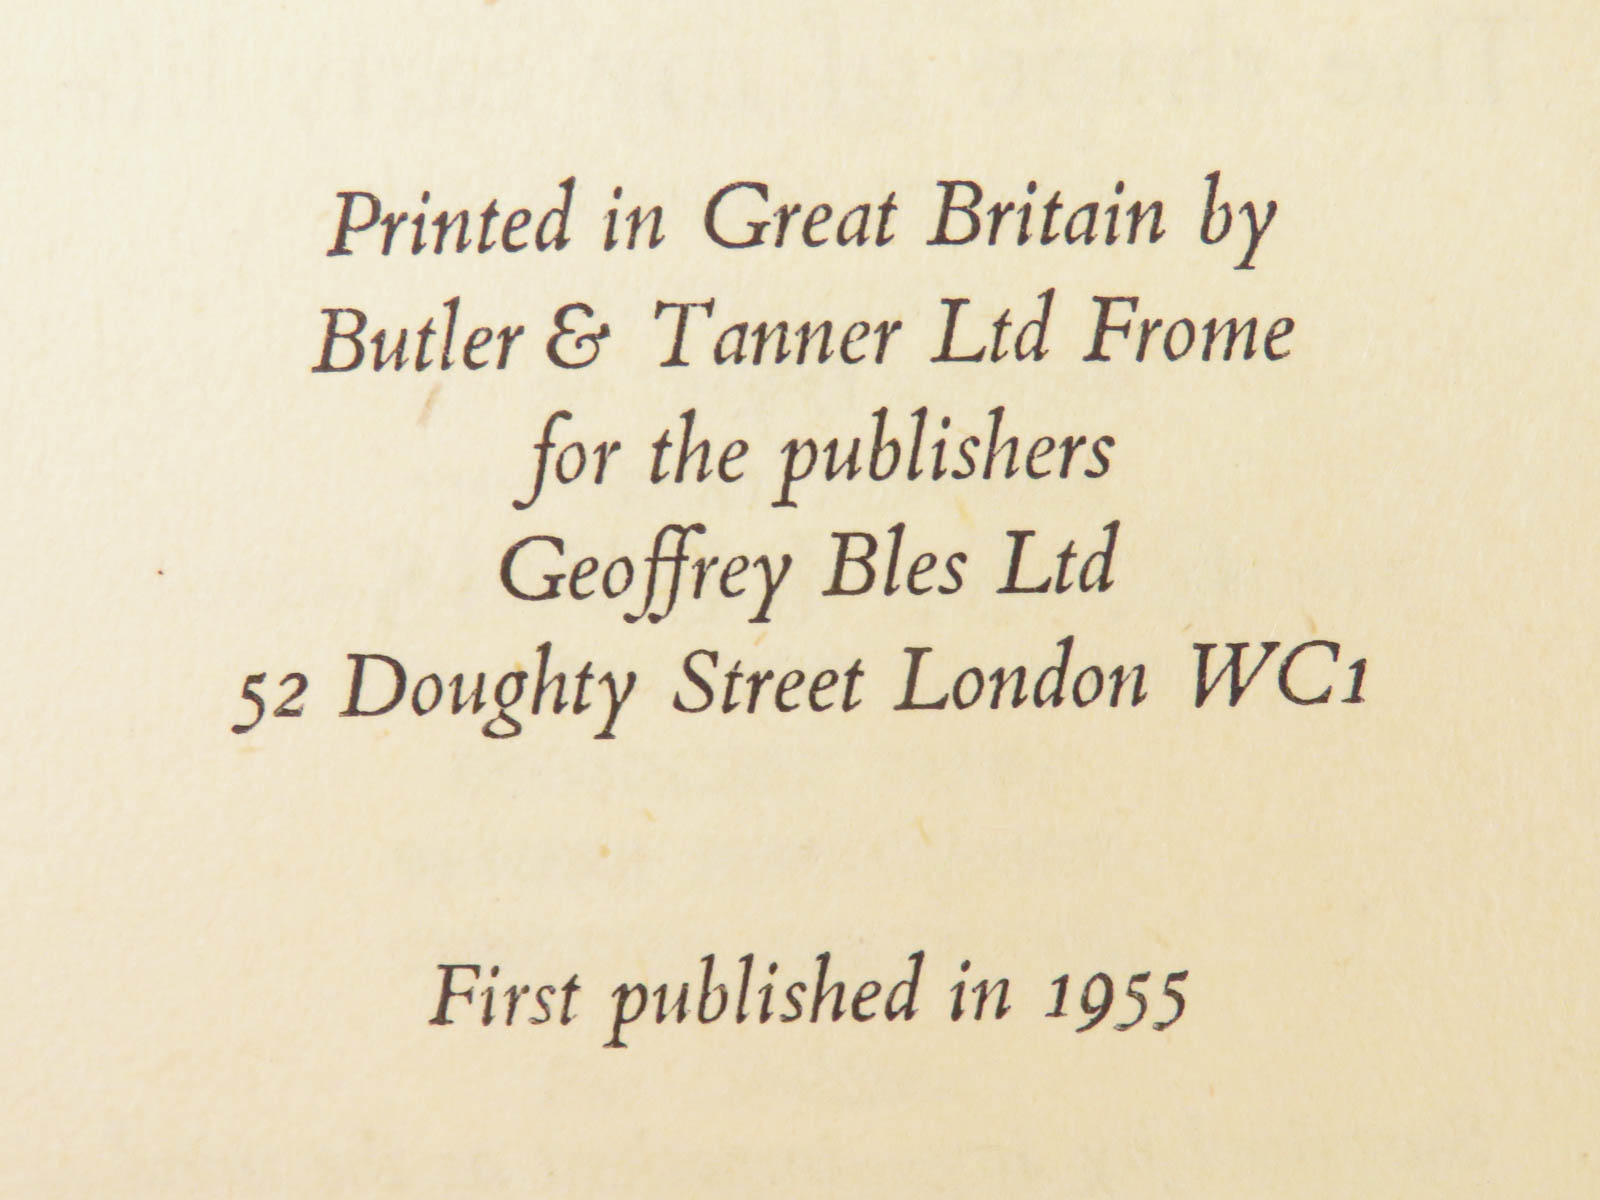 Printed in Great Britain by
Butler & Tanner Ltd Frome
for the publishers
Geoffrey Bles Ltd
52 Doughty Street London WC1
First published in 1955